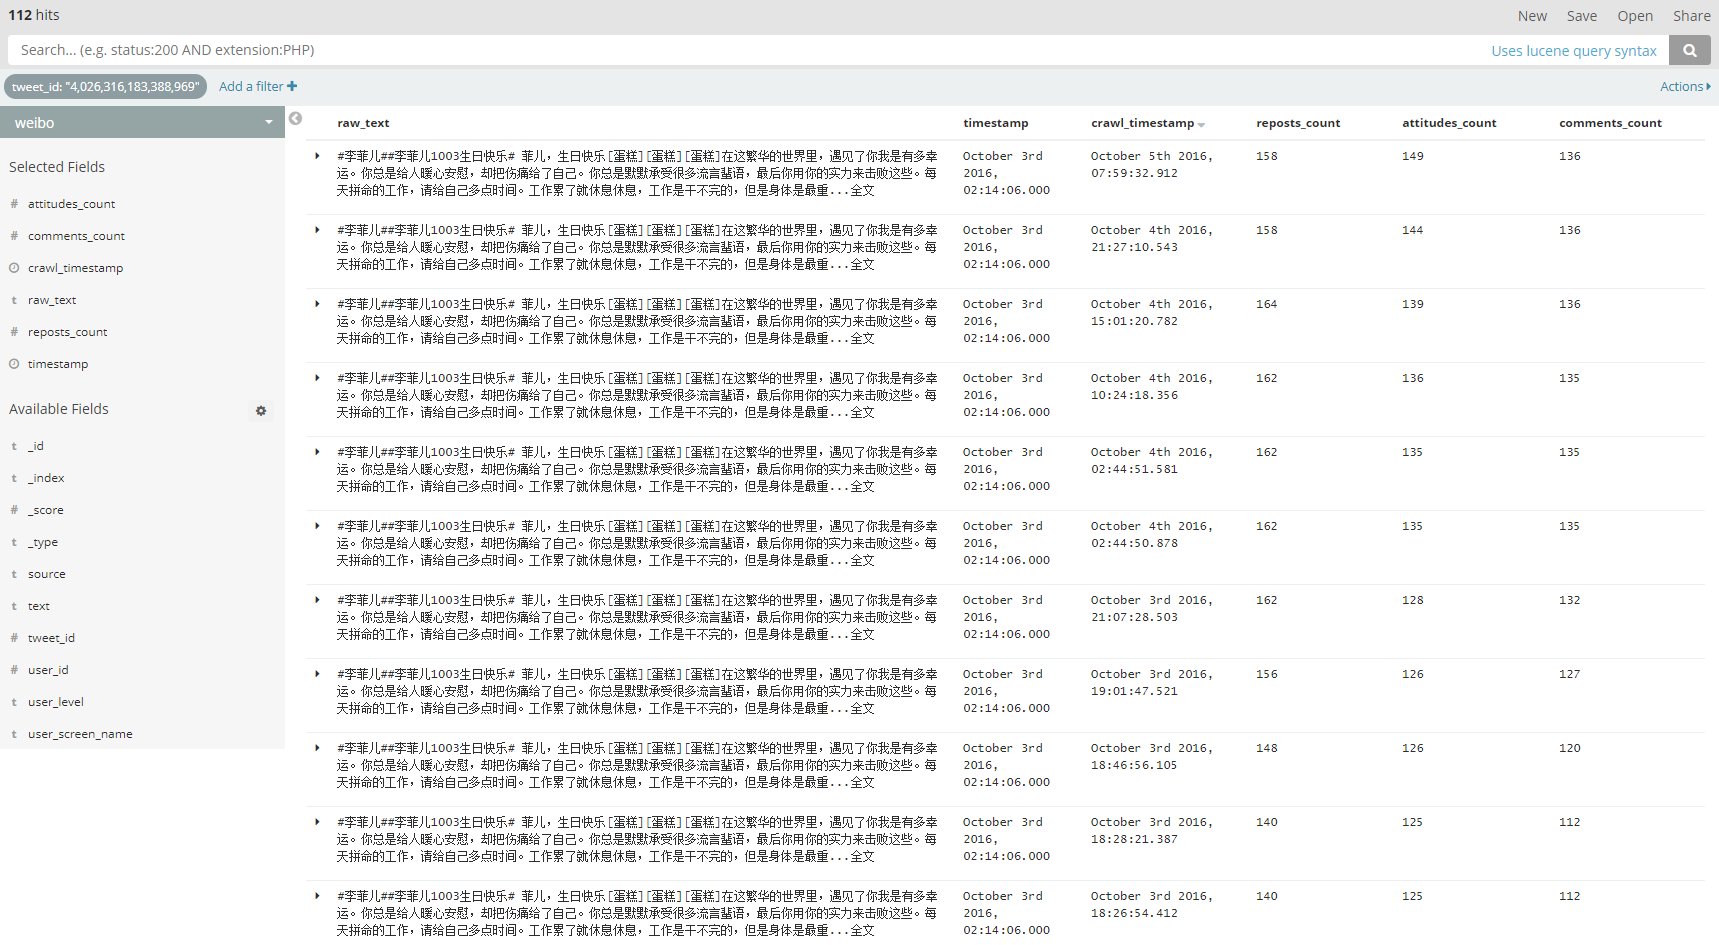 112 hits
New Save Open Share
Search... (e.g. status:200 AND extension:PHP)
Uses lucene query syntax
tweet_id: "4,026,316,183,388,969" Add a filter
Actions
weibo
Selected Fields
# attitudes_count
# comments_count
crawl_timestamp
t raw_text
# reposts_count
timestamp
Available Fields
t _id
t _index
# _score
t _type
t source
t text
# tweet_id
# user_id
t user_level
t user_screen_name
raw_text timestamp crawl_timestamp reposts_count attitudes_count comments_count
#李菲儿##李菲儿1003生日快乐# 菲儿，生日快乐[蛋糕][蛋糕][蛋糕]在这繁华的世界里，遇见了你我是有多幸 October 3rd October 5th 2016, 158 149 136
运。你总是给人暖心安慰，却把伤痛给了自己。你总是默默承受很多流言蜚语，最后你用你的实力来击败这些。每 2016, 07:59:32.912
天拼命的工作，请给自己多点时间。工作累了就休息休息，工作是干不完的，但是身体是最重...全文 02:14:06.000
#李菲儿##李菲儿1003生日快乐# 菲儿，生日快乐[蛋糕][蛋糕][蛋糕]在这繁华的世界里，遇见了你我是有多幸 October 3rd October 4th 2016, 158 144 136
运。你总是给人暖心安慰，却把伤痛给了自己。你总是默默承受很多流言蜚语，最后你用你的实力来击败这些。每 2016, 21:27:10.543
天拼命的工作，请给自己多点时间。工作累了就休息休息，工作是干不完的，但是身体是最重...全文 02:14:06.000
#李菲儿##李菲儿1003生日快乐# 菲儿，生日快乐[蛋糕][蛋糕][蛋糕]在这繁华的世界里，遇见了你我是有多幸 October 3rd October 4th 2016, 164 139 136
运。你总是给人暖心安慰，却把伤痛给了自己。你总是默默承受很多流言蜚语，最后你用你的实力来击败这些。每 2016, 15:01:20.782
天拼命的工作，请给自己多点时间。工作累了就休息休息，工作是干不完的，但是身体是最重...全文 02:14:06.000
#李菲儿##李菲儿1003生日快乐# 菲儿，生日快乐[蛋糕][蛋糕][蛋糕]在这繁华的世界里，遇见了你我是有多幸 October 3rd October 4th 2016, 162 136 135
运。你总是给人暖心安慰，却把伤痛给了自己。你总是默默承受很多流言蜚语，最后你用你的实力来击败这些。每 2016, 10:24:18.356
天拼命的工作，请给自己多点时间。工作累了就休息休息，工作是干不完的，但是身体是最重...全文 02:14:06.000
#李菲儿##李菲儿1003生日快乐# 菲儿，生日快乐[蛋糕][蛋糕][蛋糕]在这繁华的世界里，遇见了你我是有多幸 October 3rd October 4th 2016, 162 135 135
运。你总是给人暖心安慰，却把伤痛给了自己。你总是默默承受很多流言蜚语，最后你用你的实力来击败这些。每 2016, 02:44:51.581
天拼命的工作，请给自己多点时间。工作累了就休息休息，工作是干不完的，但是身体是最重...全文 02:14:06.000
#李菲儿##李菲儿1003生日快乐# 菲儿，生日快乐[蛋糕][蛋糕][蛋糕]在这繁华的世界里，遇见了你我是有多幸 October 3rd October 4th 2016, 162 135 135
运。你总是给人暖心安慰，却把伤痛给了自己。你总是默默承受很多流言蜚语，最后你用你的实力来击败这些。每 2016, 02:44:50.878
天拼命的工作，请给自己多点时间。工作累了就休息休息，工作是干不完的，但是身体是最重...全文 02:14:06.000
#李菲儿##李菲儿1003生日快乐# 菲儿，生日快乐[蛋糕][蛋糕][蛋糕]在这繁华的世界里，遇见了你我是有多幸 October 3rd October 3rd 2016, 162 128 132
运。你总是给人暖心安慰，却把伤痛给了自己。你总是默默承受很多流言蜚语，最后你用你的实力来击败这些。每 2016, 21:07:28.503
天拼命的工作，请给自己多点时间。工作累了就休息休息，工作是干不完的，但是身体是最重...全文 02:14:06.000
#李菲儿##李菲儿1003生日快乐# 菲儿，生日快乐[蛋糕][蛋糕][蛋糕]在这繁华的世界里，遇见了你我是有多幸 October 3rd October 3rd 2016, 156 126 127
运。你总是给人暖心安慰，却把伤痛给了自己。你总是默默承受很多流言蜚语，最后你用你的实力来击败这些。每 2016, 19:01:47.521
天拼命的工作，请给自己多点时间。工作累了就休息休息，工作是干不完的，但是身体是最重...全文 02:14:06.000
#李菲儿##李菲儿1003生日快乐# 菲儿，生日快乐[蛋糕][蛋糕][蛋糕]在这繁华的世界里，遇见了你我是有多幸 October 3rd October 3rd 2016, 148 126 120
运。你总是给人暖心安慰，却把伤痛给了自己。你总是默默承受很多流言蜚语，最后你用你的实力来击败这些。每 2016, 18:46:56.105
天拼命的工作，请给自己多点时间。工作累了就休息休息，工作是干不完的，但是身体是最重...全文 02:14:06.000
#李菲儿##李菲儿1003生日快乐# 菲儿，生日快乐[蛋糕][蛋糕][蛋糕]在这繁华的世界里，遇见了你我是有多幸 October 3rd October 3rd 2016, 140 125 112
运。你总是给人暖心安慰，却把伤痛给了自己。你总是默默承受很多流言蜚语，最后你用你的实力来击败这些。每 2016, 18:28:21.387
天拼命的工作，请给自己多点时间。工作累了就休息休息，工作是干不完的，但是身体是最重...全文 02:14:06.000
#李菲儿##李菲儿1003生日快乐# 菲儿，生日快乐[蛋糕][蛋糕][蛋糕]在这繁华的世界里，遇见了你我是有多幸 October 3rd October 3rd 2016, 140 125 112
运。你总是给人暖心安慰，却把伤痛给了自己。你总是默默承受很多流言蜚语，最后你用你的实力来击败这些。每 2016, 18:26:54.412
天拼命的工作，请给自己多点时间。工作累了就休息休息，工作是干不完的，但是身体是最重...全文 02:14:06.000